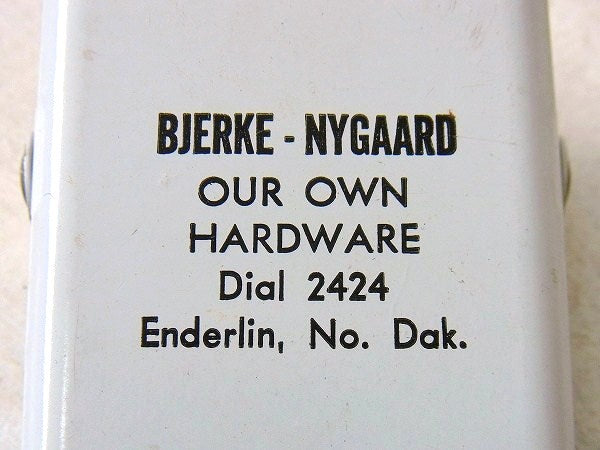 BJERKE - NYGAARD
OUR OWN
HARDWARE
Dial 2424
Enderlin, No. Dak.